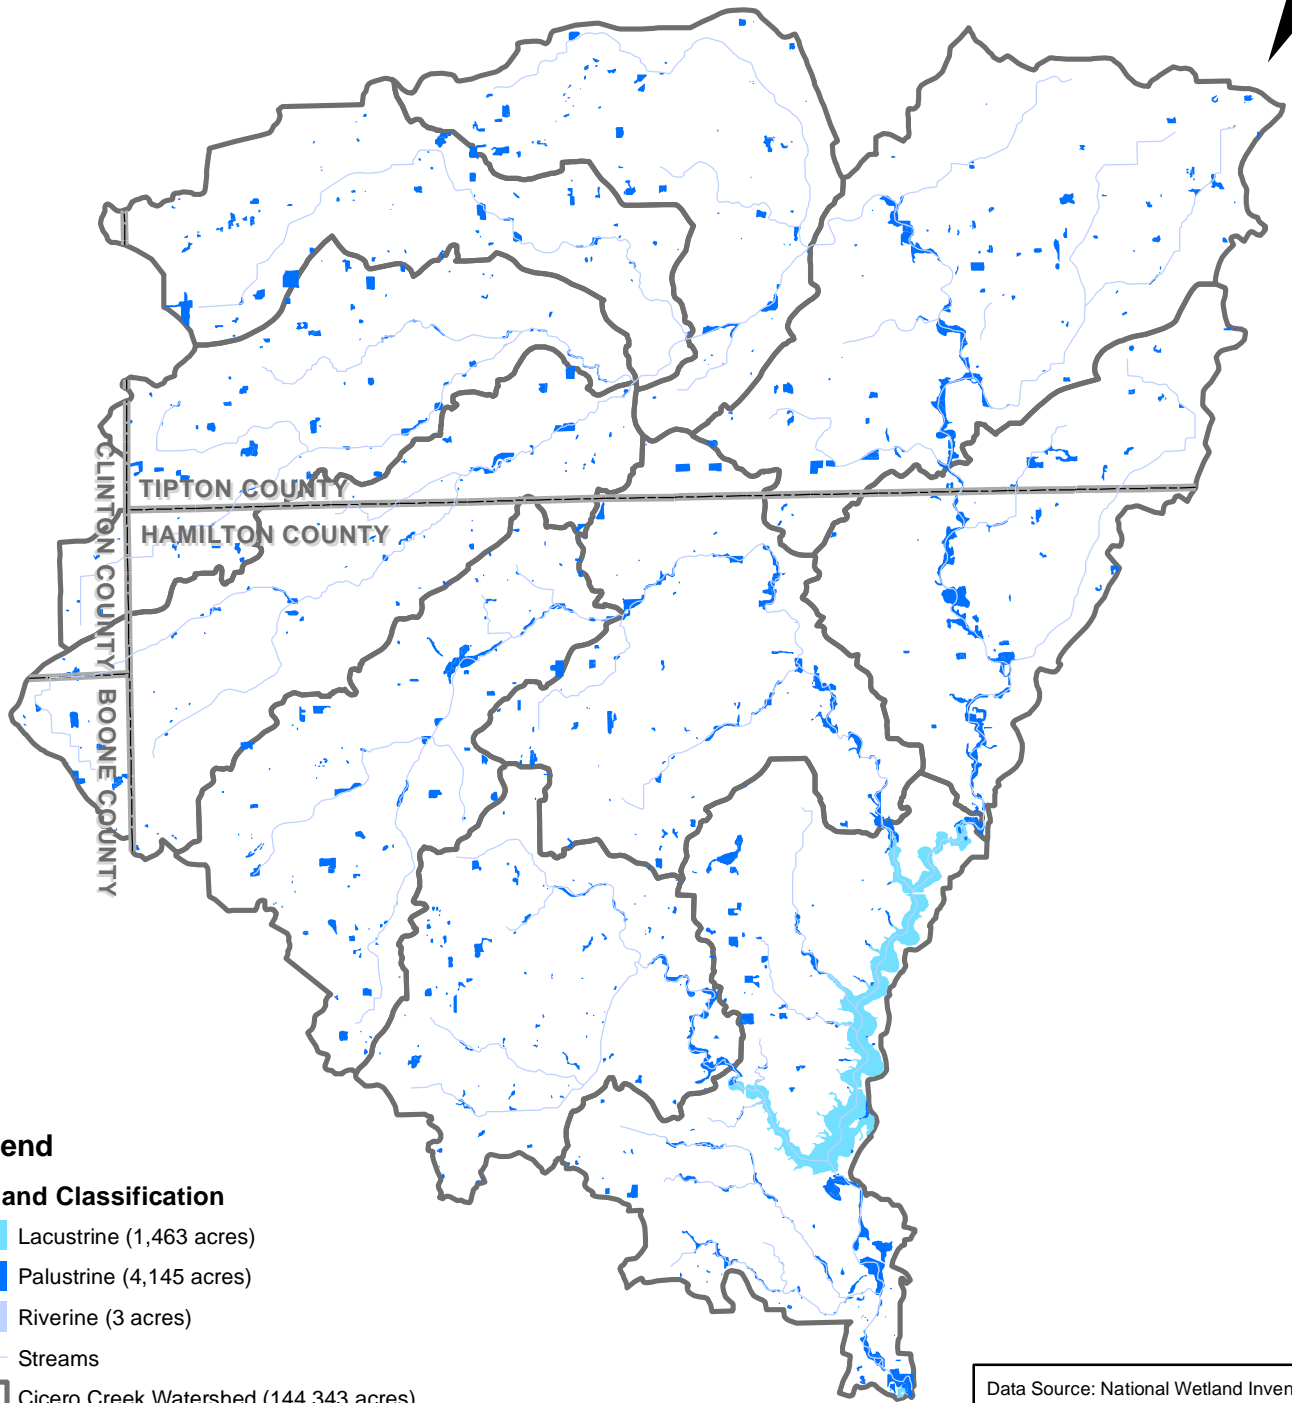 TIPTON COUNTY
HAMILTON COUNTY
CLINTON COUNTY
BOONE COUNTY
end
and Classification
Lacustrine (1,463 acres)
Palustrine (4,145 acres)
Riverine (3 acres)
Streams
Cicero Creek Watershed (144,343 acres)
Data Source: National Wetland Inven